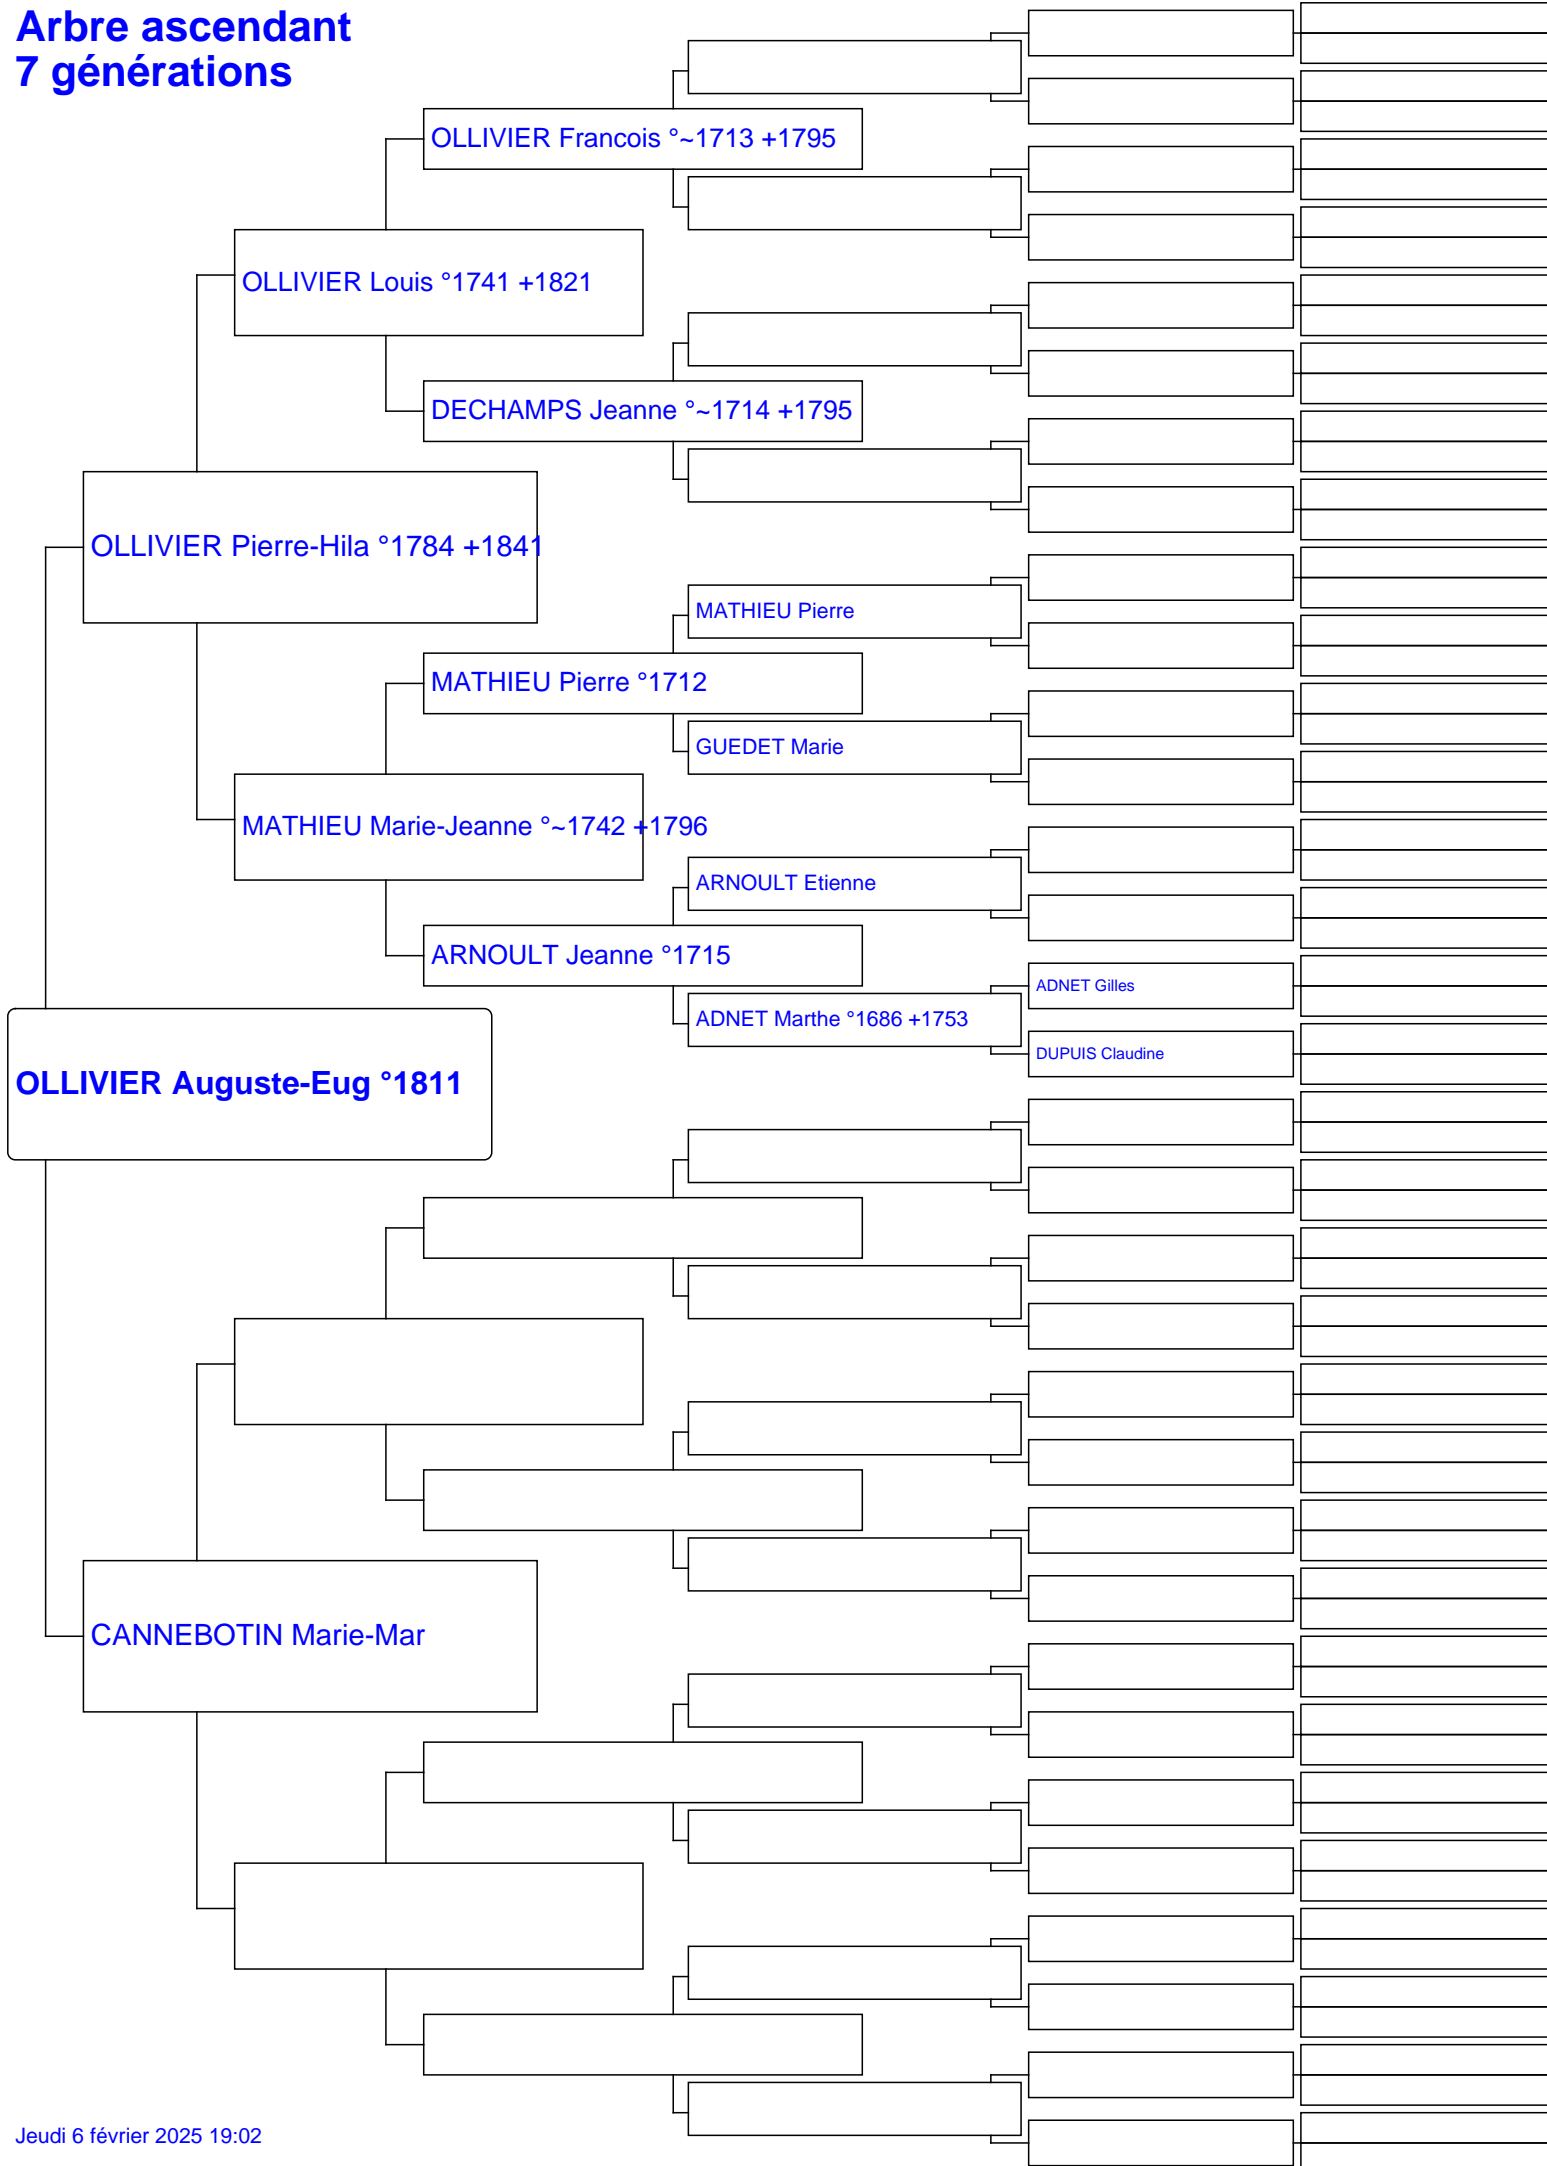 Arbre ascendant
7 générations
OLLIVIER Francois °~1713 +1795
OLLIVIER Louis °1741 +1821
DECHAMPS Jeanne °~1714 +1795
OLLIVIER Pierre-Hila °1784 +1841
MATHIEU Pierre
MATHIEU Pierre °1712
GUEDET Marie
MATHIEU Marie-Jeanne °~1742 +1796
ARNOULT Etienne
ARNOULT Jeanne °1715
ADNET Gilles
ADNET Marthe °1686 +1753
DUPUIS Claudine
OLLIVIER Auguste-Eug °1811
CANNEBOTIN Marie-Mar
Jeudi 6 février 2025 19:02